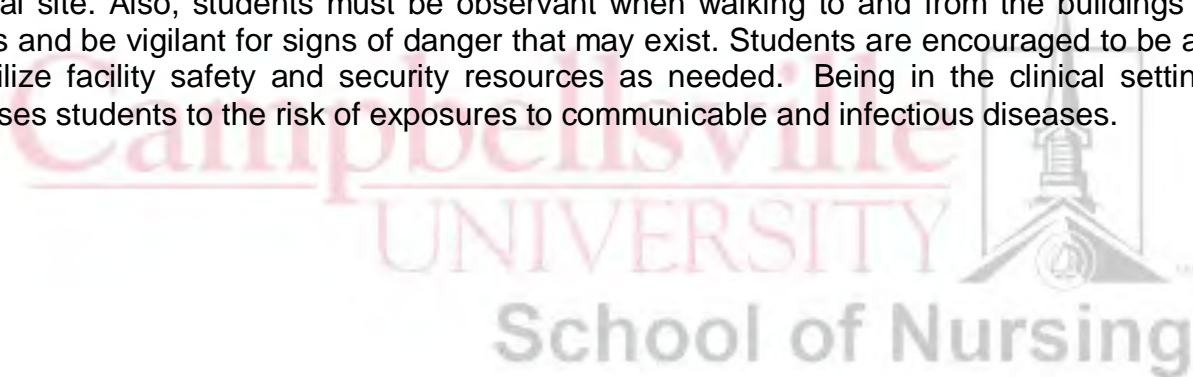 al site. Also, students must be observant when walking to and from the buildings
s and be vigilant for signs of danger that may exist. Students are encouraged to be a
ilize facility safety and security resources as needed. Being in the clinical settin
ses students to the risk of exposures to communicable and infectious diseases.
Campbellsville
UNIVERSITY
School of Nursing